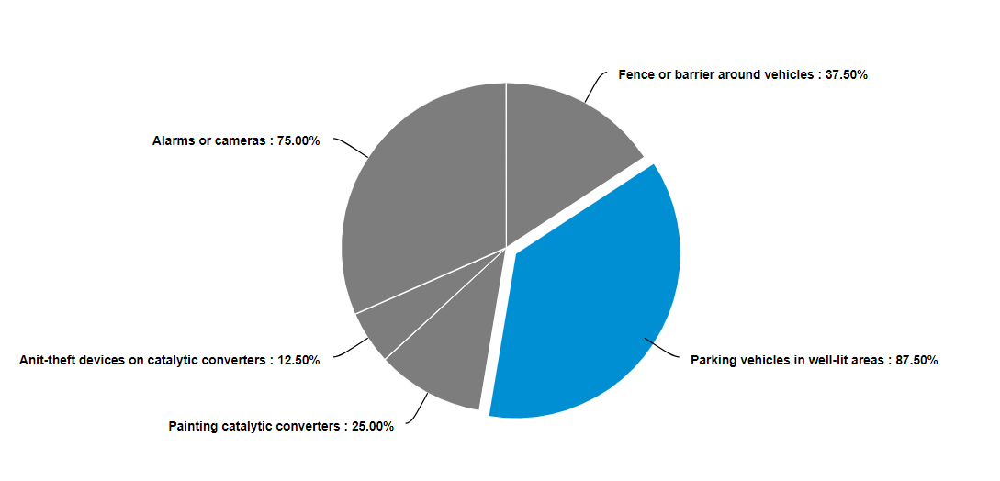 Fence or barrier around vehicles : 37.50%
Alarms or cameras : 75.00%
Anit-theft devices on catalytic converters : 12.50%
Parking vehicles in well-lit areas : 87.50%
Painting catalytic converters : 25.00%